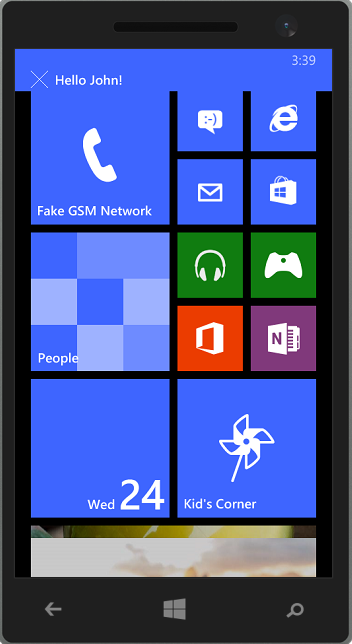 3:39
Hello John!
:-)
Fake GSM Network
People
N
Wed 24
Kid's Corner